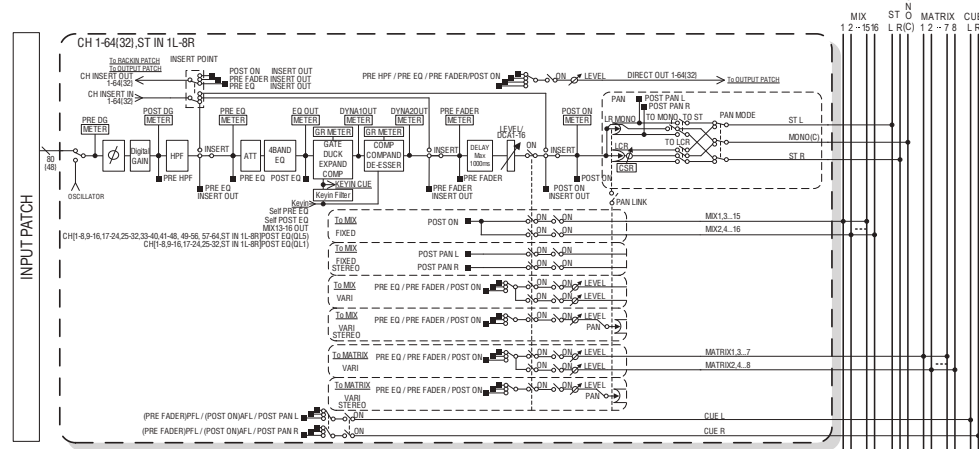 MIX
ST
N
O
MATRIX
CUE
1 2 ·· 15 16
L R (C)
1 2 ·· 7 8
L R
INPUT PATCH
CH 1-64(32),ST IN 1L-8R
To RACKIN PATCH
To OUTPUT PATCH
INSERT POINT
CH INSERT OUT
1-64(32)
CH INSERT IN
1-64(32)
POST ON INSERT OUT
PRE FADER INSERT OUT
PRE EQ INSERT OUT
PRE HPF / PRE EQ / PRE FADER/POST ON
ON
LEVEL
DIRECT OUT 1-64(32)
To OUTPUT PATCH
PRE DG
METER
POST DG
METER
PRE EQ
METER
EQ OUT
METER
DYNA1OUT
METER
DYNA2OUT
METER
PRE FADER
METER
LEVEL/
DCA1-16
ON
POST ON
METER
80
(48)
OSCILLATOR
Ø
Digital
GAIN
HPF
PRE HPF
INSERT
PRE EQ
INSERT OUT
ATT
PRE EQ
4BAND
EQ
POST EQ
GR METER
GATE
DUCK
EXPAND
COMP
KEYIN CUE
Keyin Filter
GR METER
COMP
COMPAND
DE-ESSER
INSERT
PRE FADER
INSERT OUT
DELAY
Max
1000ms
PRE FADER
INSERT
POST ON
INSERT OUT
POST ON
PAN
POST PAN L
POST PAN R
LR MONO
TO MONO
TO ST
PAN MODE
LCR
TO LCR
CSR
ST L
MONO(C)
ST R
PAN LINK
Keyin
Self PRE EQ
Self POST EQ
MIX13-16 OUT
CH[1-8,9-16,17-24,25-32,33-40,41-48, 49-56, 57-64,ST IN 1L-8R]POST EQ(QL5)
CH[1-8,9-16,17-24,25-32,ST IN 1L-8R]POST EQ(QL1)
To MIX
FIXED
POST ON
ON ON
ON ON
MIX1,3...15
MIX2,4...16
To MIX
FIXED
STEREO
POST PAN L
POST PAN R
ON ON
ON ON
To MIX
VARI
PRE EQ / PRE FADER / POST ON
ON ON LEVEL
ON ON LEVEL
To MIX
VARI
STEREO
PRE EQ / PRE FADER / POST ON
ON ON LEVEL
PAN
To MATRIX
VARI
PRE EQ / PRE FADER / POST ON
ON ON LEVEL
ON ON LEVEL
MATRIX1,3...7
MATRIX2,4...8
To MATRIX
VARI
STEREO
PRE EQ / PRE FADER / POST ON
ON ON LEVEL
PAN
(PRE FADER)PFL / (POST ON)AFL / POST PAN L
ON
CUE L
(PRE FADER)PFL / (POST ON)AFL / POST PAN R
ON
CUE R